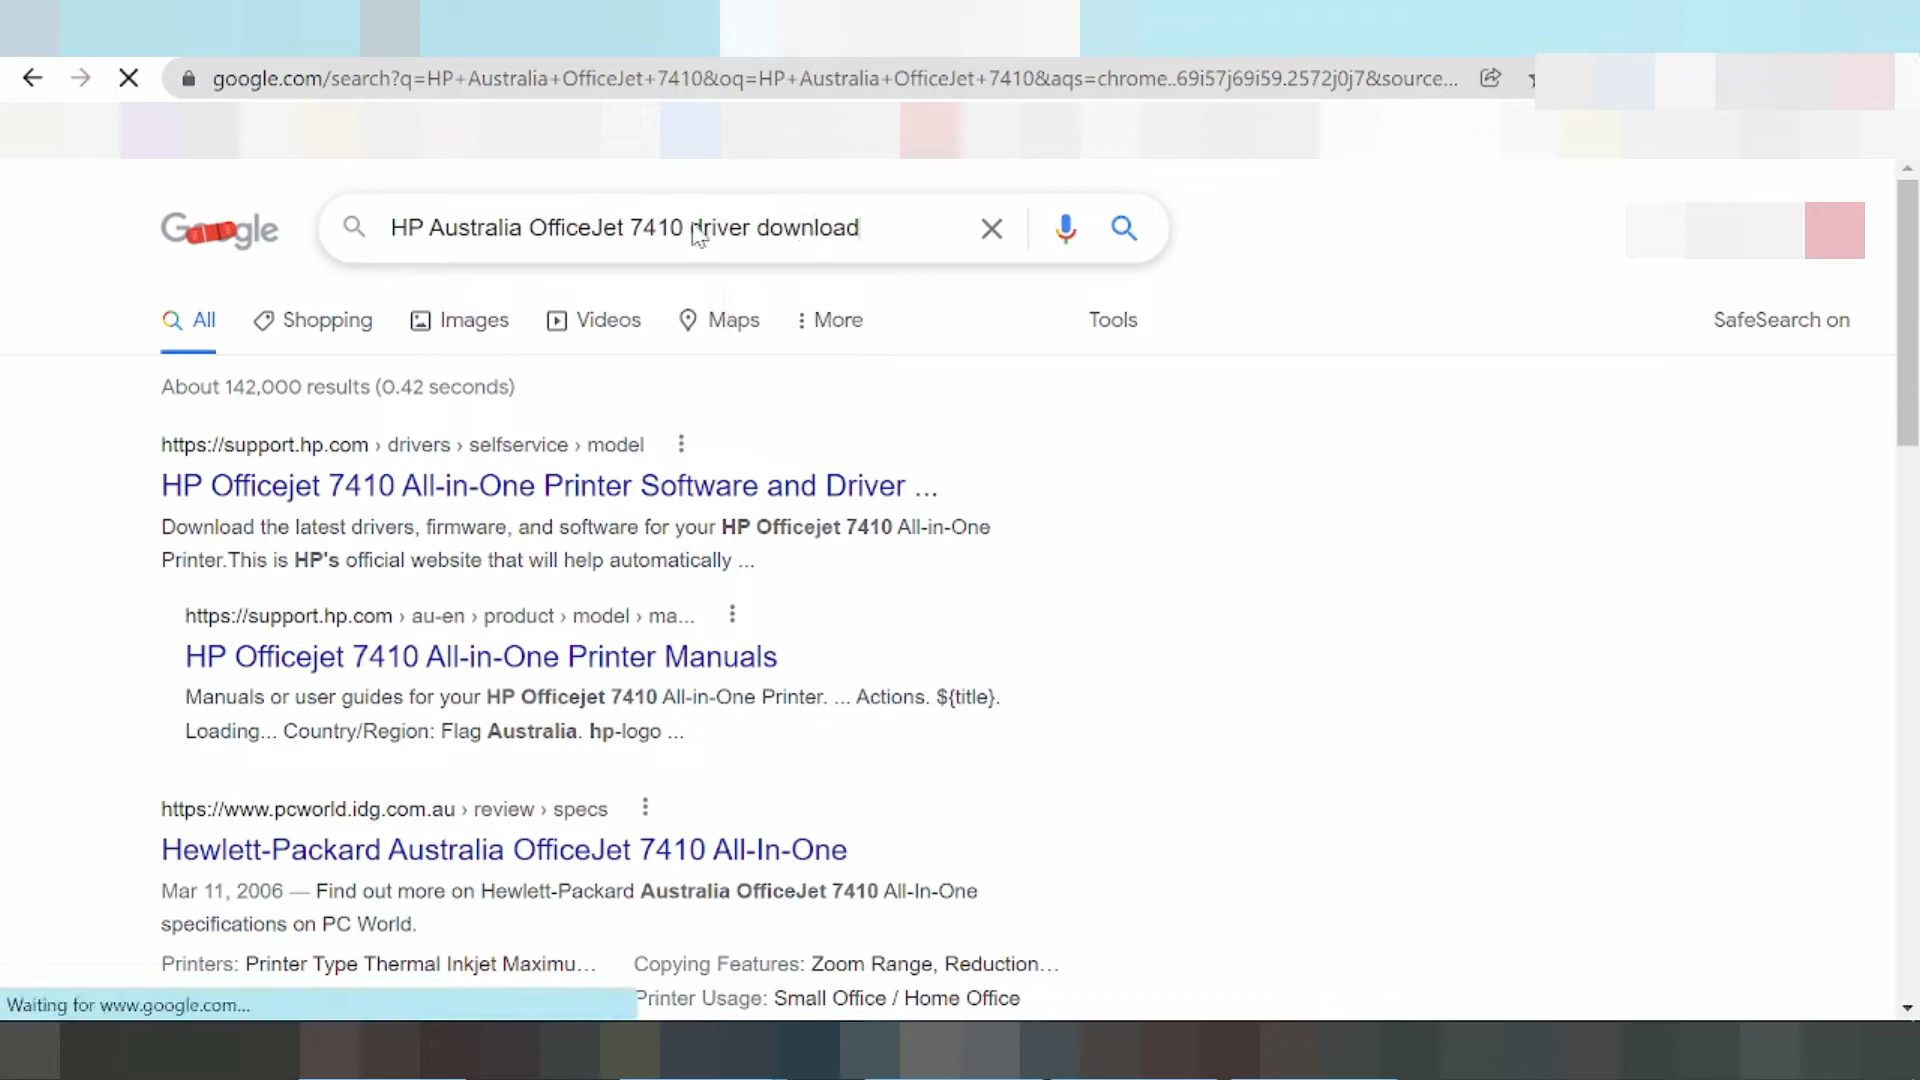 google.com/search?q=HP+Australia+OfficeJet+7410&oq=HP+Australia+OfficeJet+7410&aqs=chrome..69i57j69i59.2572j0j7&source...
Google
HP Australia OfficeJet 7410 driver download
All
Shopping
Images
Videos
Maps
More
Tools
SafeSearch on
About 142,000 results (0.42 seconds)
https://support.hp.com › drivers › selfservice › model
HP Officejet 7410 All-in-One Printer Software and Driver ...
Download the latest drivers, firmware, and software for your HP Officejet 7410 All-in-One
Printer.This is HP's official website that will help automatically ...
https://support.hp.com › au-en › product › model › ma...
HP Officejet 7410 All-in-One Printer Manuals
Manuals or user guides for your HP Officejet 7410 All-in-One Printer. ... Actions. ${title}.
Loading... Country/Region: Flag Australia. hp-logo ...
https://www.pcworld.idg.com.au › review › specs
Hewlett-Packard Australia OfficeJet 7410 All-In-One
Mar 11, 2006 — Find out more on Hewlett-Packard Australia OfficeJet 7410 All-In-One
specifications on PC World.
Printers: Printer Type Thermal Inkjet Maximu...
Copying Features: Zoom Range, Reduction...
Printer Usage: Small Office / Home Office
Waiting for www.google.com...